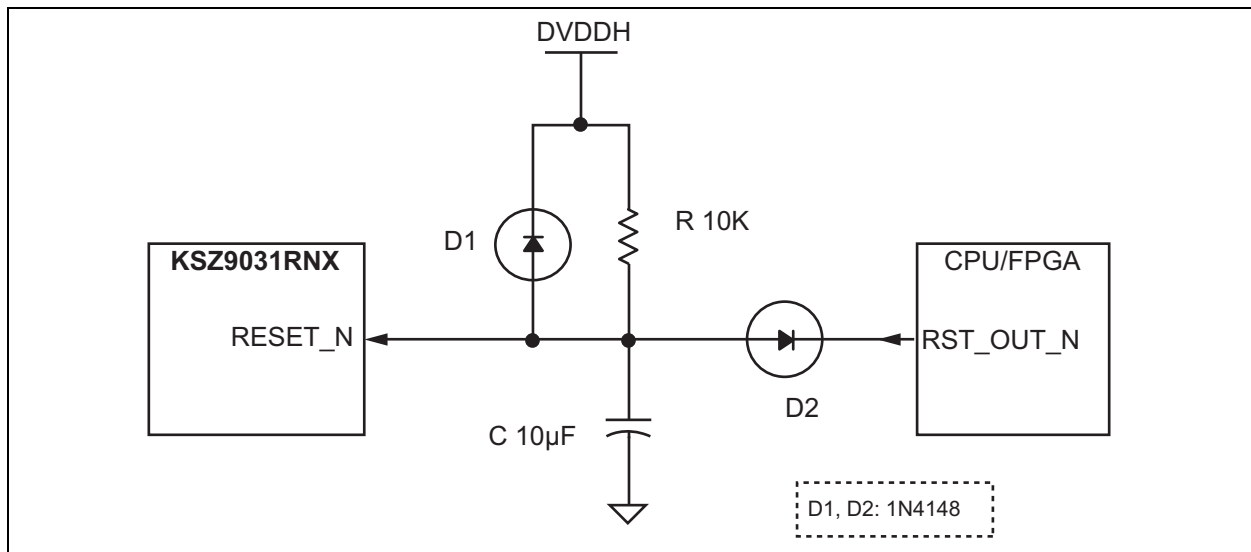 DVDDH
D1
R 10K
KSZ9031RNX
CPU/FPGA
RESET_N
RST_OUT_N
D2
C 10µF
D1, D2: 1N4148